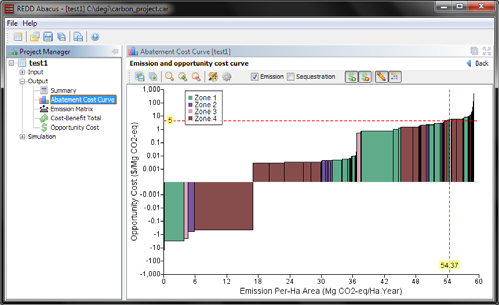 REDD Abacus - [test1] C:\degi\carbon_project.car
File Help
Project Manager
test1
Input
Output
Summary
Abatement Cost Curve
Emission Matrix
Cost-Benefit Total
Opportunity Cost
Simulation
Abatement Cost Curve [test1]
Emission and opportunity cost curve
Back
Emission
Sequestration
Opportunity Cost ($/Mg CO2-eq)
1,000
100
10
5
1
0.1
0.01
0.001
-0.001
-0.01
-0.1
-1
-10
-100
-1,000
Zone 1
Zone 2
Zone 3
Zone 4
54.37
0 6 12 18 24 30 36 42 48 54 60
Emission Per-Ha Area (Mg CO2-eq/Ha.Year)